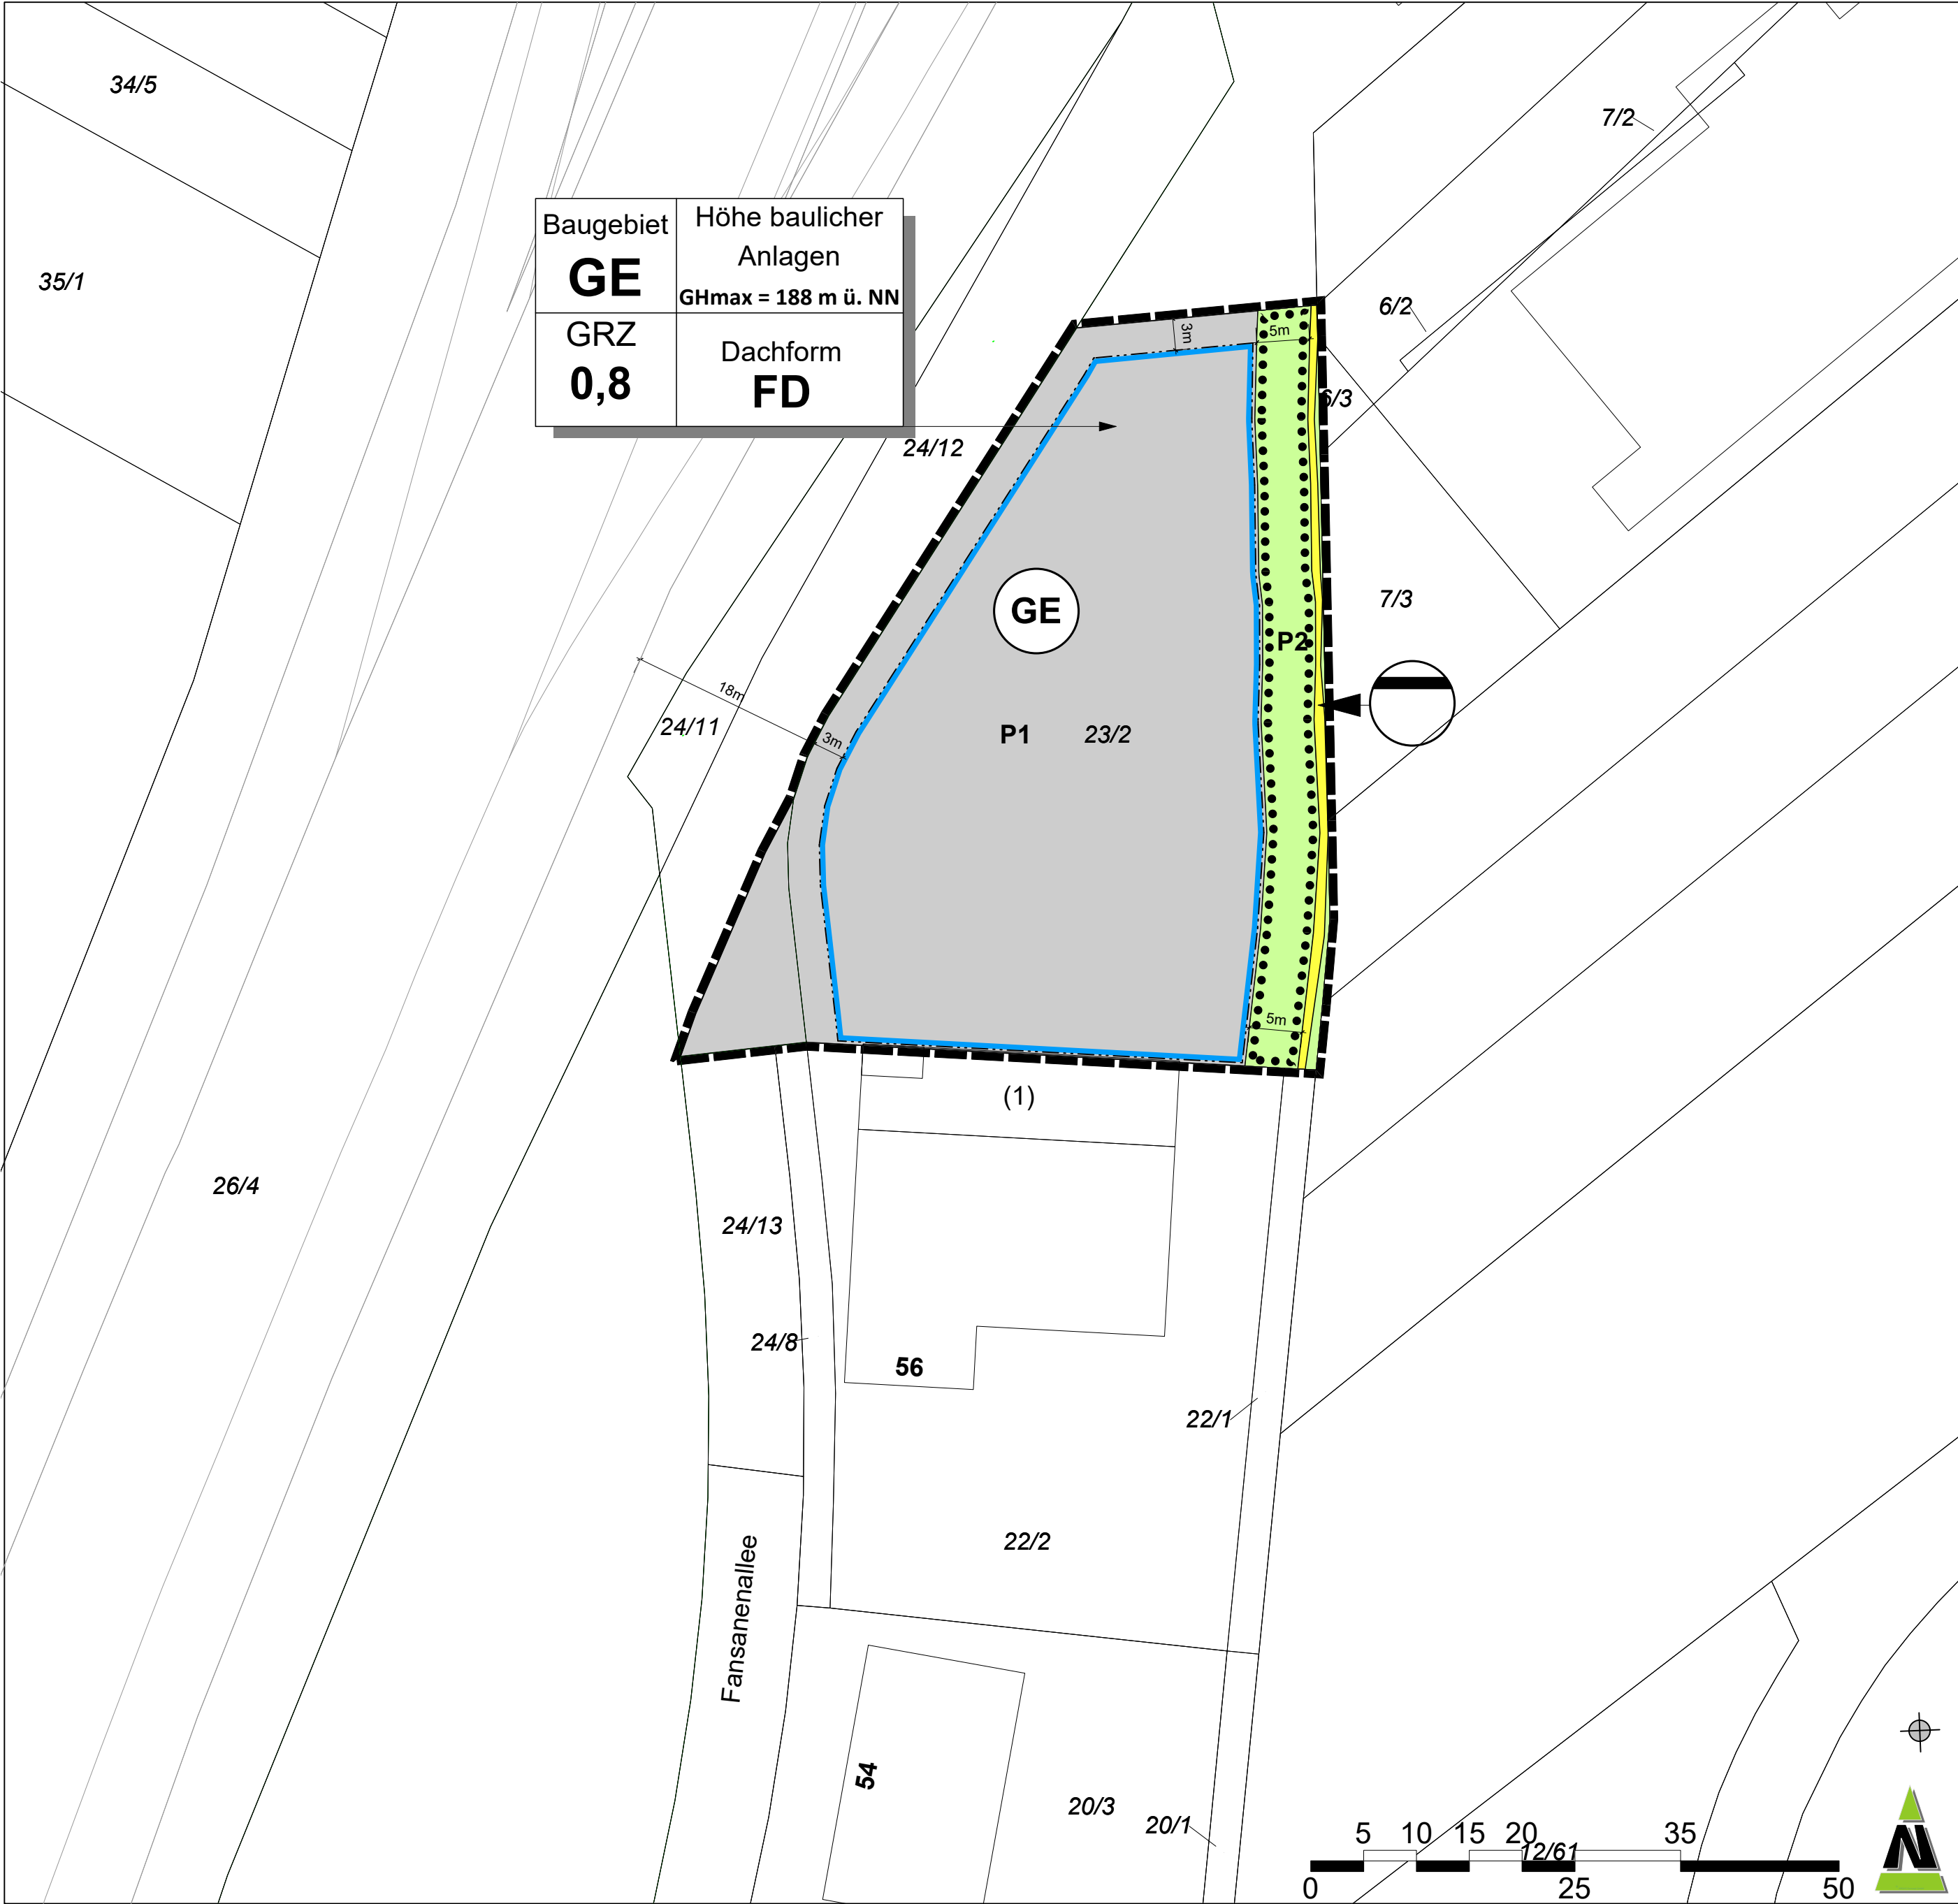 34/5
7/2
Baugebiet
GE
Höhe baulicher
Anlagen
GHmax = 188 m ü. NN
35/1
6/2
GRZ
0,8
Dachform
FD
3m
5m
6/3
24/12
GE
7/3
P2
18m
24/11
3m
P1
23/2
5m
(1)
26/4
24/13
24/8
56
22/1
22/2
Fansanenallee
54
20/3
20/1
5 10 15 20 35
12/61
0 25 50
N